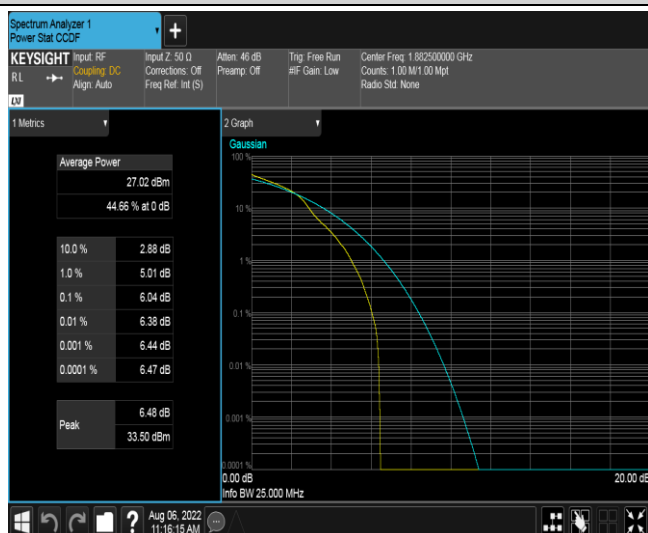 Spectrum Analyzer 1
Power Stat CCDF
+
KEYSIGHT
RL
LXI
Input: RF
Coupling: DC
Align: Auto
Input Z: 50 Ω
Corrections: Off
Freq Ref: Int (S)
Atten: 46 dB
Preamp: Off
Trig: Free Run
#IF Gain: Low
Center Freq: 1.882500000 GHz
Counts: 1.00 M/1.00 Mpt
Radio Std: None
1 Metrics
Average Power
27.02 dBm
44.66 % at 0 dB
10.0 % 2.88 dB
1.0 % 5.01 dB
0.1 % 6.04 dB
0.01 % 6.38 dB
0.001 % 6.44 dB
0.0001 % 6.47 dB
Peak 6.48 dB
33.50 dBm
2 Graph
Gaussian
100 %
10 %
1 %
0.1 %
0.01 %
0.001 %
0.0001 %
0.00 dB 20.00 dB
Info BW 25.000 MHz
?
Aug 06, 2022
11:16:15 AM